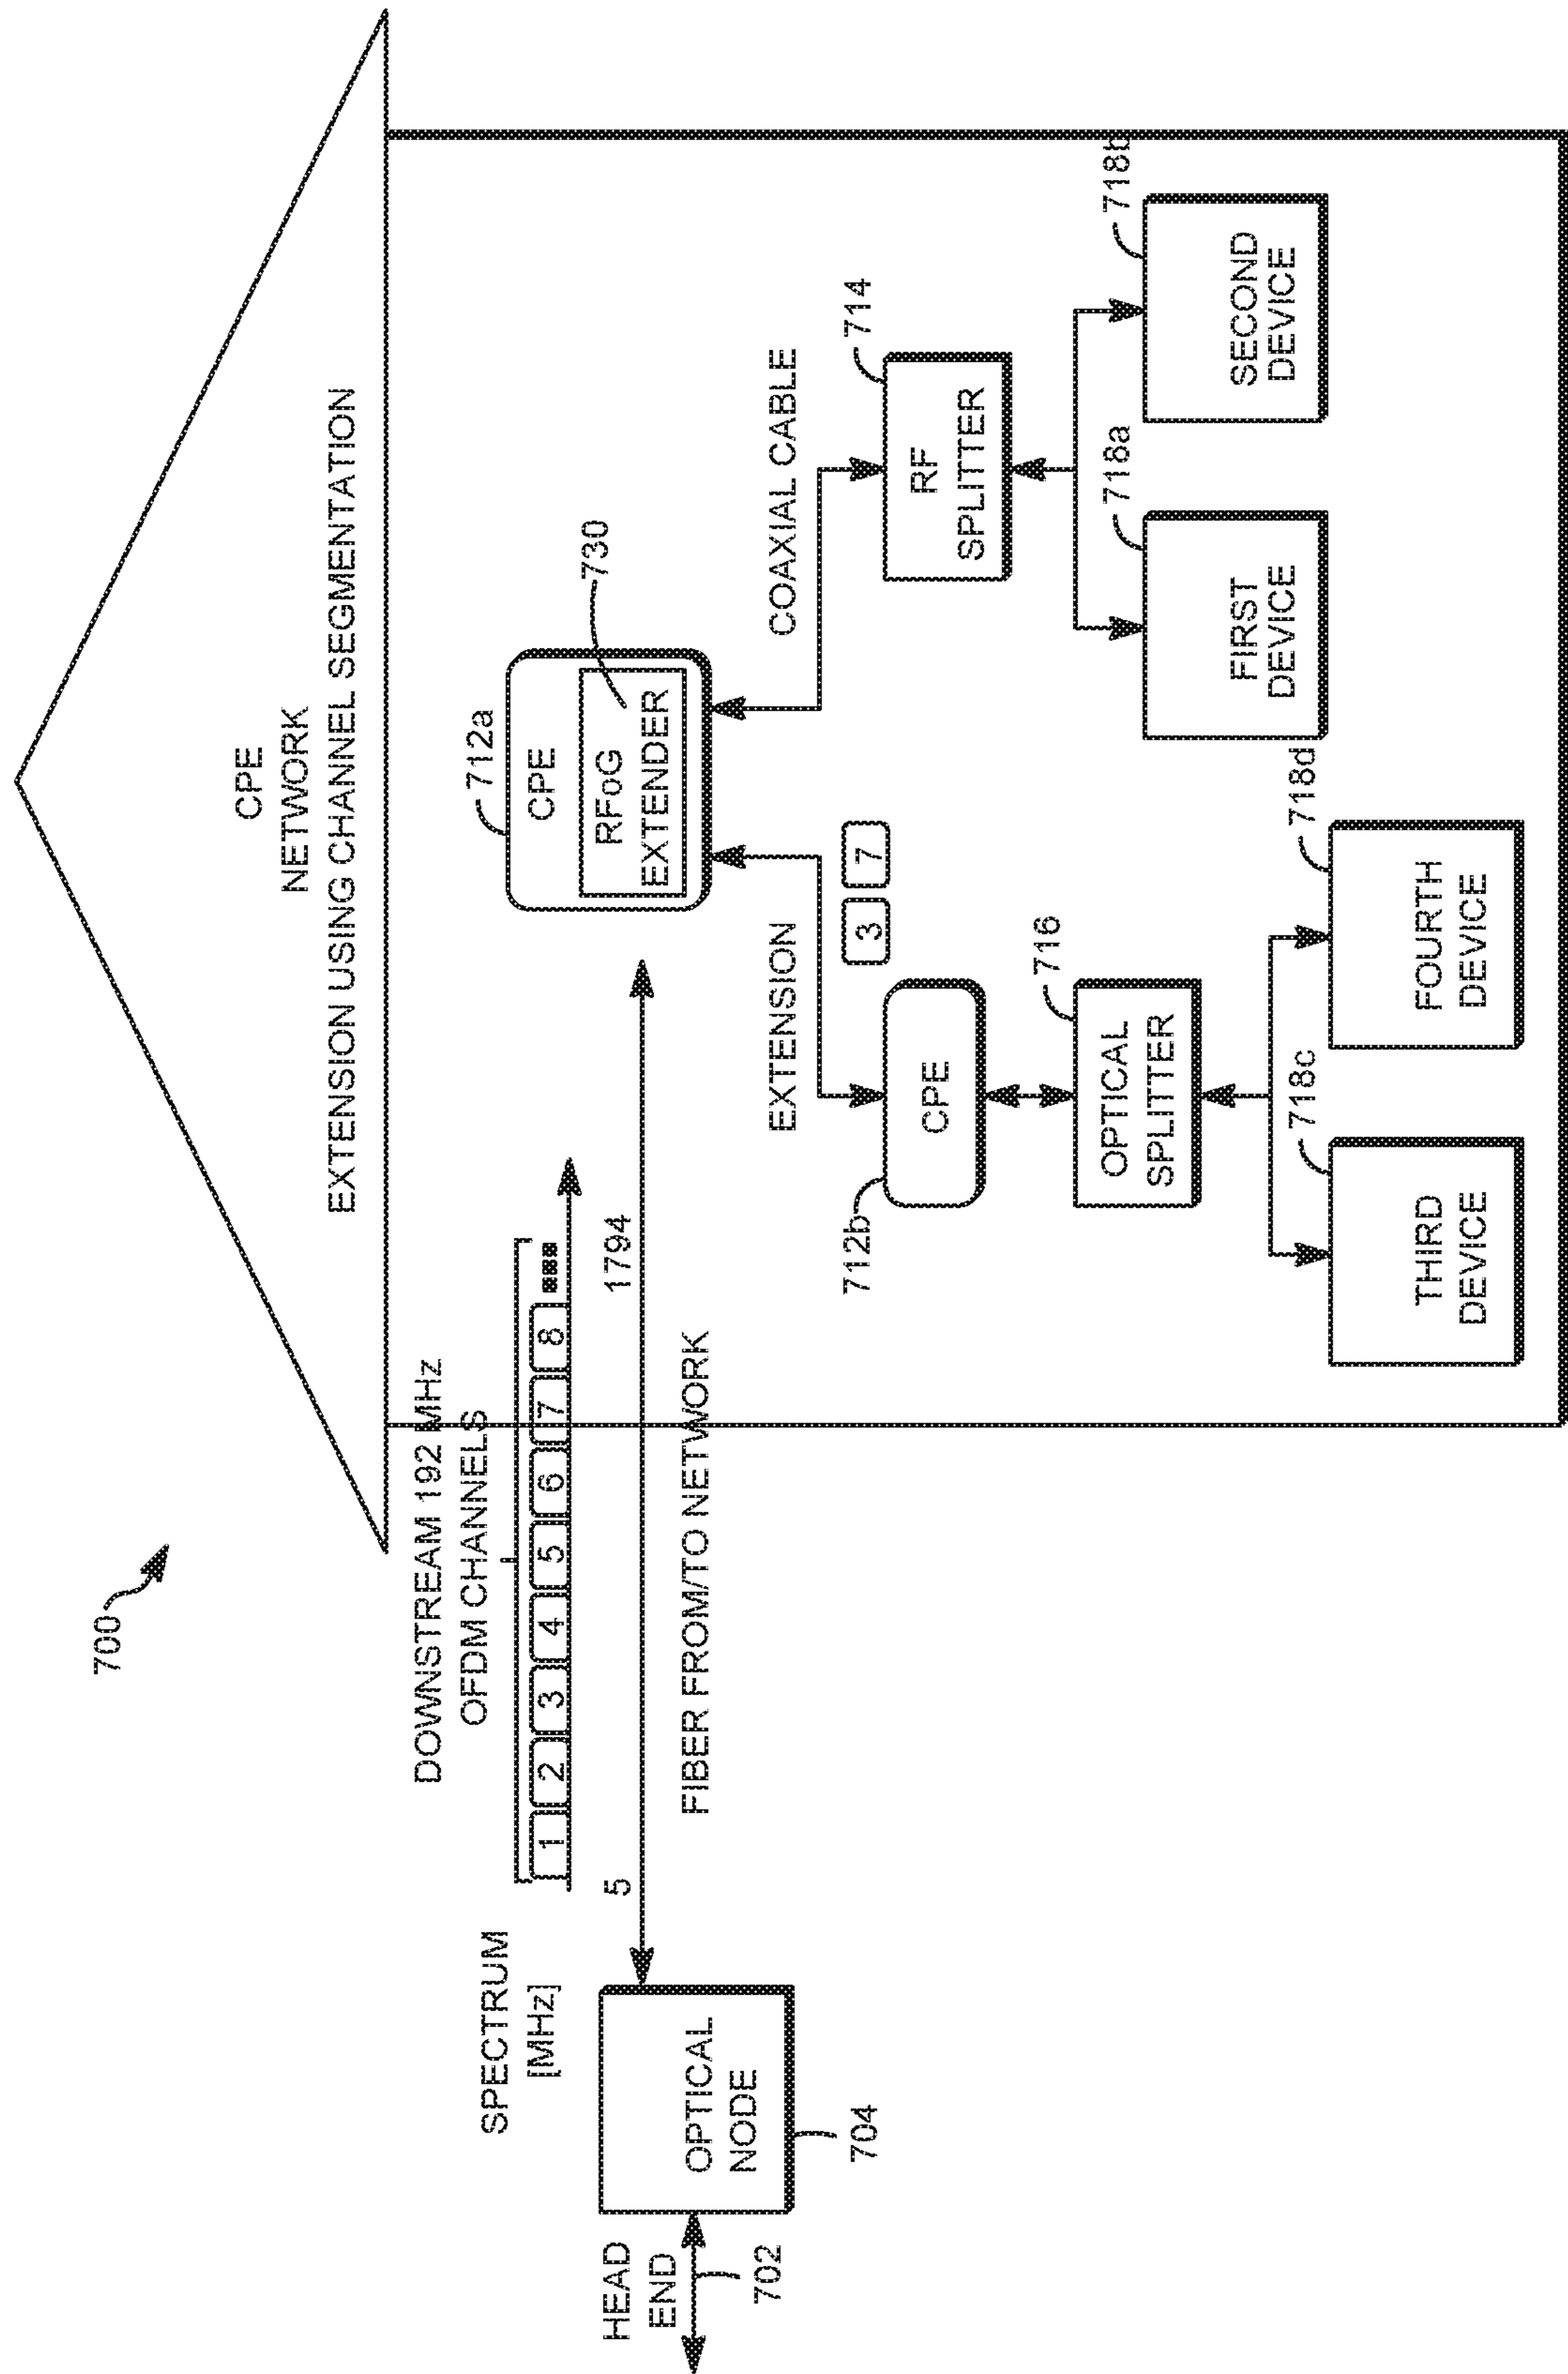 700
CPE
NETWORK
EXTENSION USING CHANNEL SEGMENTATION
DOWNSTREAM 192 MHz
OFDM CHANNELS
SPECTRUM
[MHz]
1 2 3 4 5 6 7 8
5
1794
FIBER FROM/TO NETWORK
HEAD
END
702
OPTICAL
NODE
704
712a
CPE
RFoG
EXTENDER
730
EXTENSION
3 7
COAXIAL CABLE
712b
CPE
714
RF
SPLITTER
716
OPTICAL
SPLITTER
718a
FIRST
DEVICE
718b
SECOND
DEVICE
718c
THIRD
DEVICE
718d
FOURTH
DEVICE